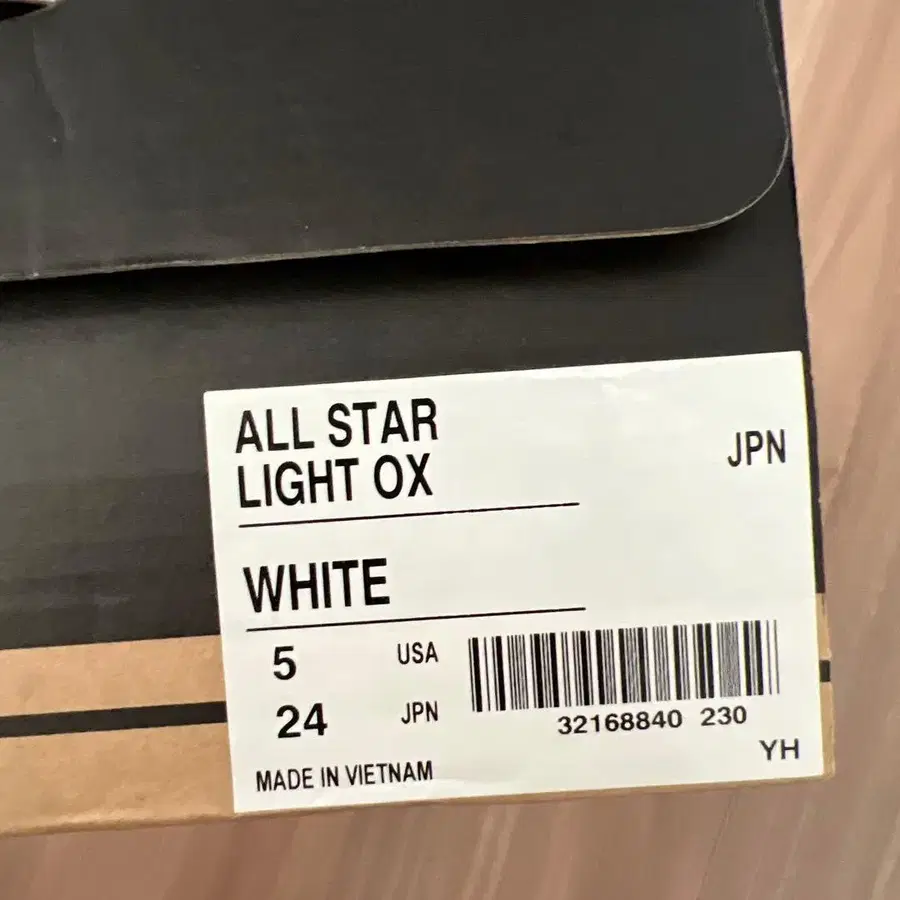 ALL STAR
LIGHT OX
JPN
WHITE
5 USA
24 JPN
32168840 230
YH
MADE IN VIETNAM